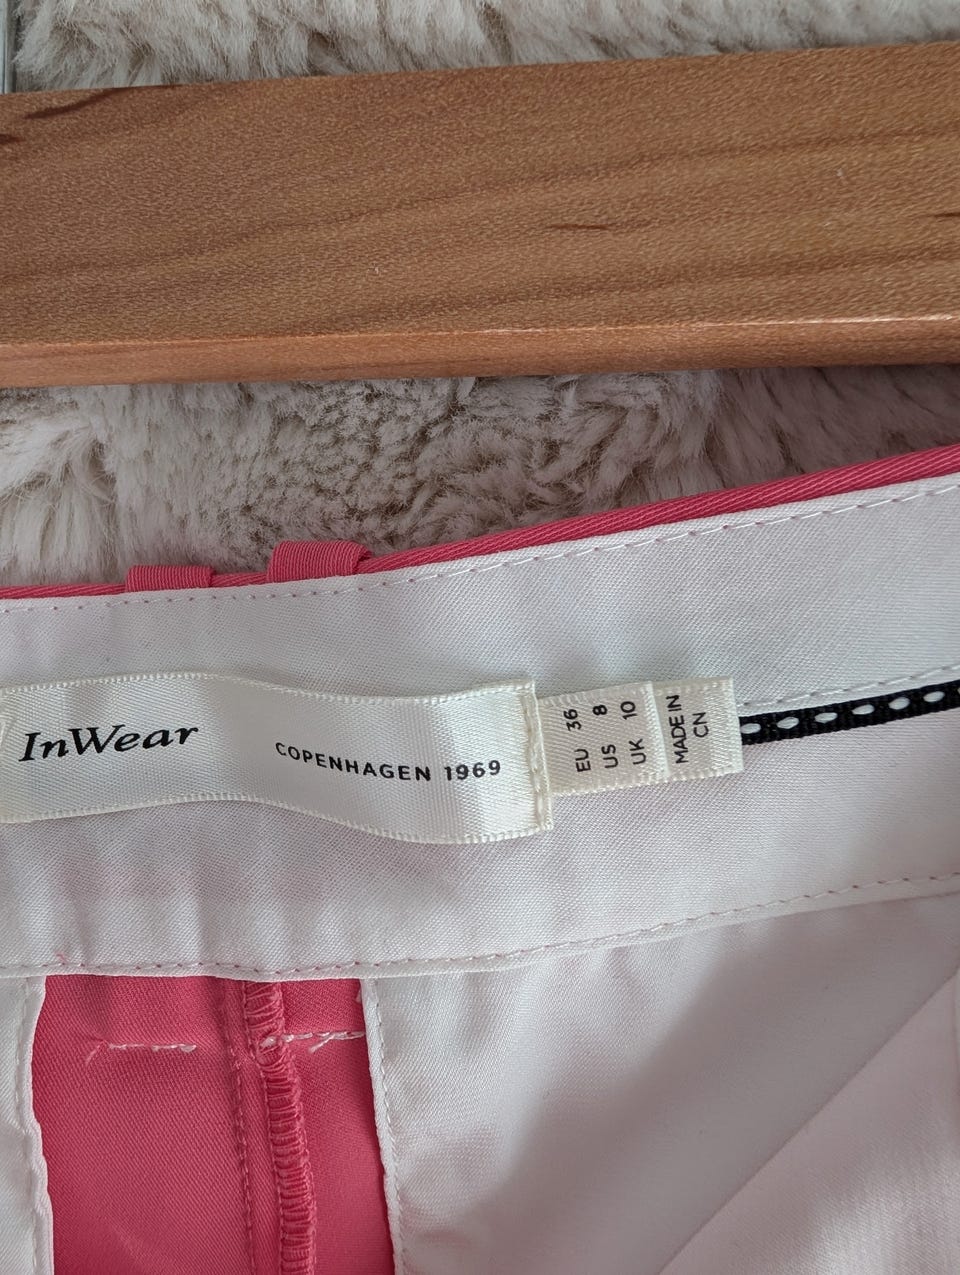 InWear
COPENHAGEN 1969
EU 36
US 8
UK 10
MADE IN
CN